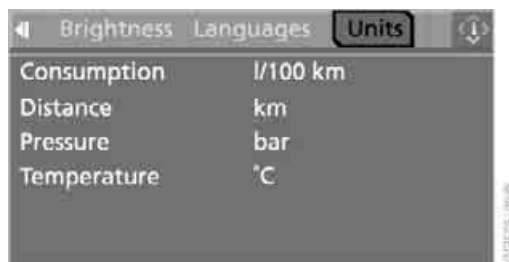 Brightness Languages Units
Consumption l/100 km
Distance km
Pressure bar
Temperature °C